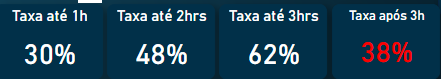 Taxa até 1h Taxa até 2hrs Taxa até 3hrs Taxa após 3h
30% 48% 62% 38%